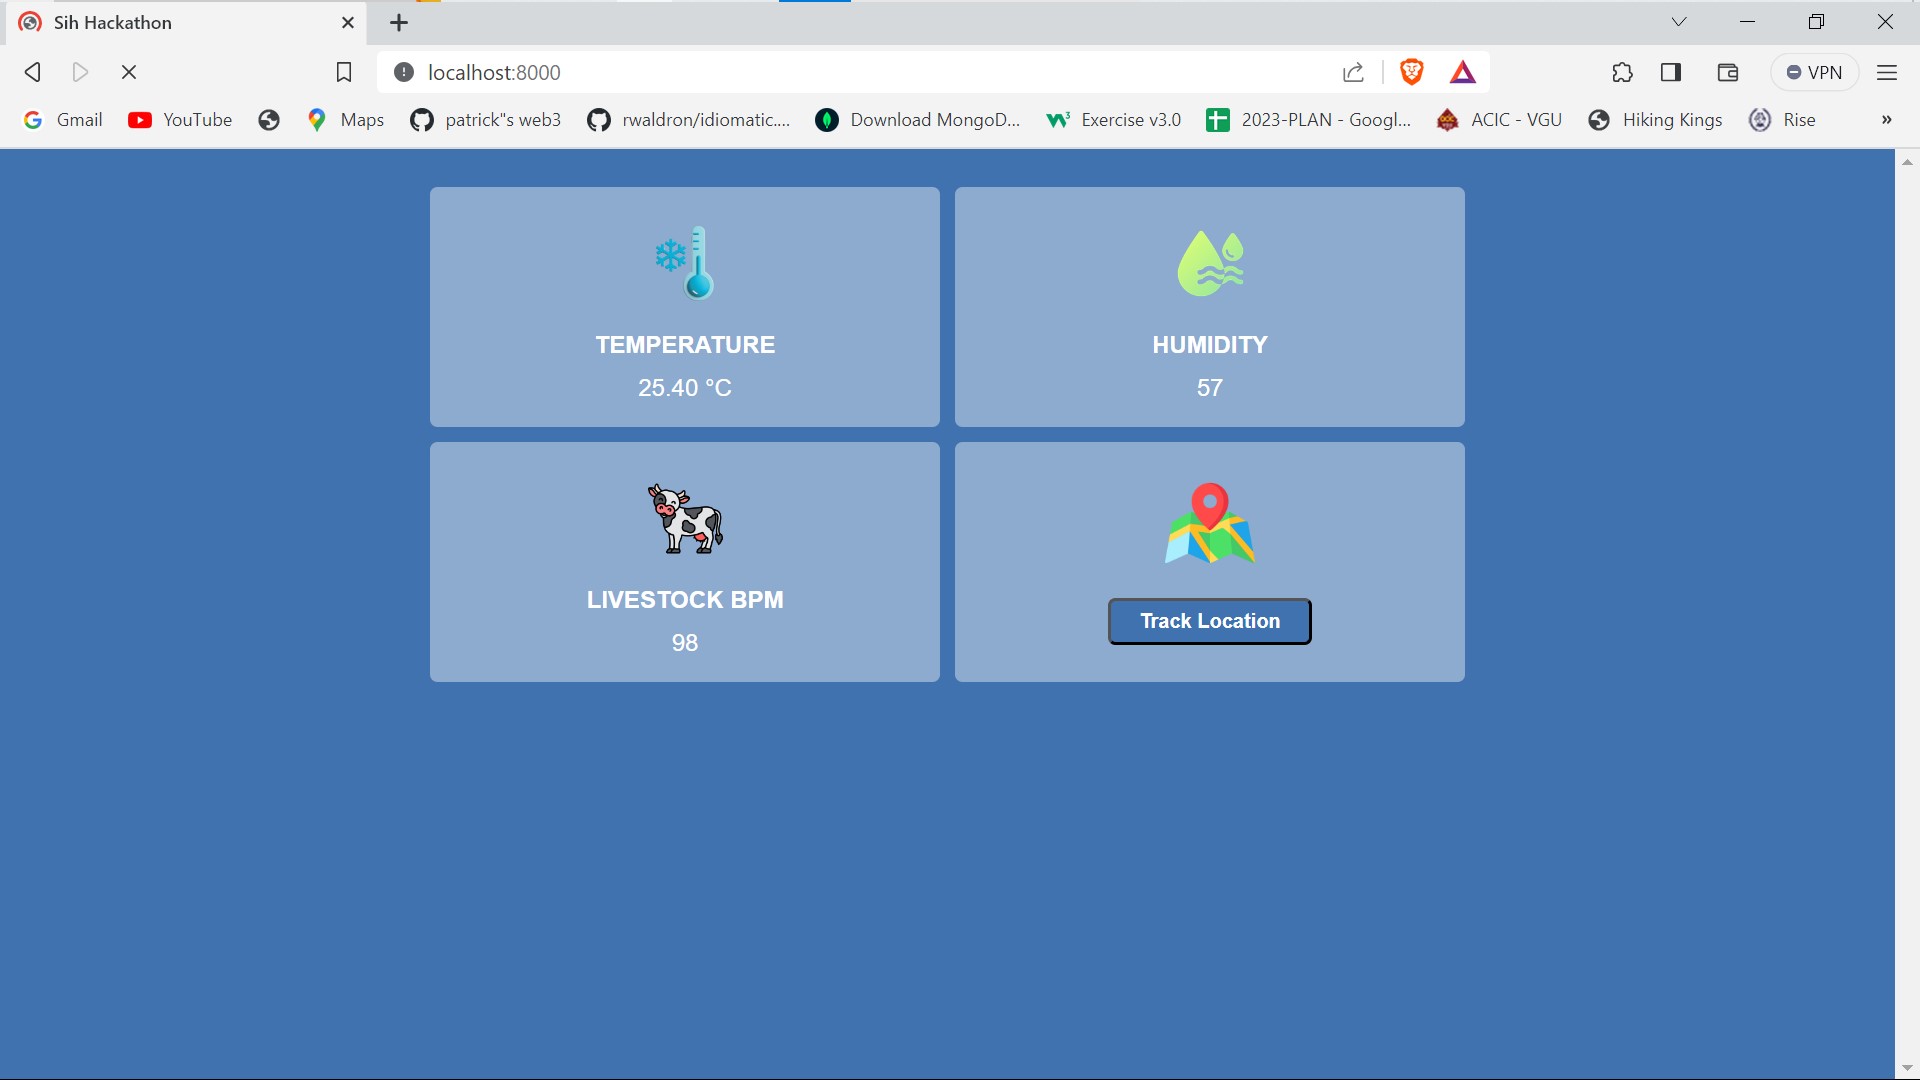 Sih Hackathon
localhost:8000
VPN
Gmail YouTube Maps patrick"s web3 rwaldron/idiomatic.... Download MongoD... Exercise v3.0 2023-PLAN - Googl... ACIC - VGU Hiking Kings Rise »
TEMPERATURE
25.40 °C
HUMIDITY
57
LIVESTOCK BPM
98
Track Location